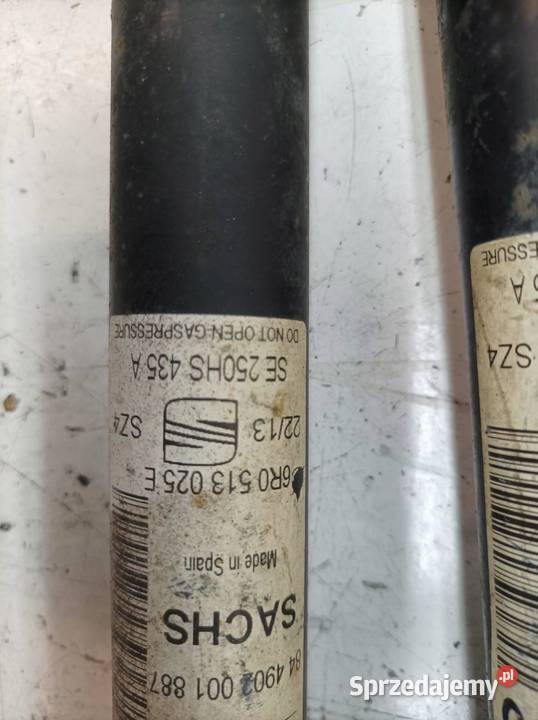 84 4902 001 887
SACHS
Made in Spain
6R0 513 025 E
22/13
SZ4
SE 250HS 435 A
DO NOT OPEN-GASPRESSURE
SZ4
A
ESSURE
Sprzedajemy.pl